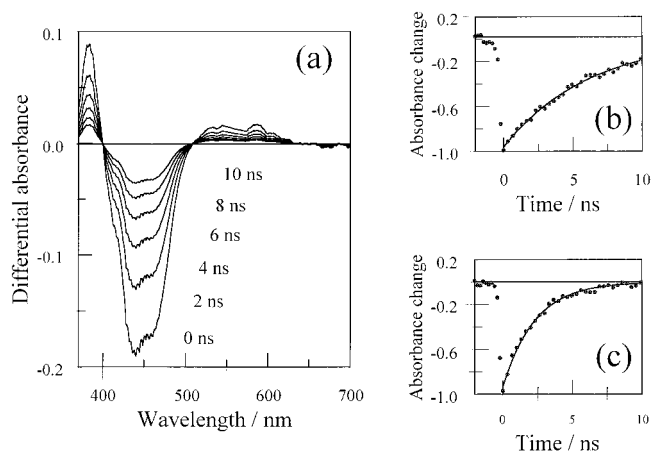 (a)
0.1
0.0
-0.1
-0.2
Differential absorbance
10 ns
8 ns
6 ns
4 ns
2 ns
0 ns
400
500
600
700
Wavelength / nm
(b)
0.2
-0.2
-0.6
-1.0
Absorbance change
0
5
10
Time / ns
(c)
0.2
-0.2
-0.6
-1.0
Absorbance change
0
5
10
Time / ns